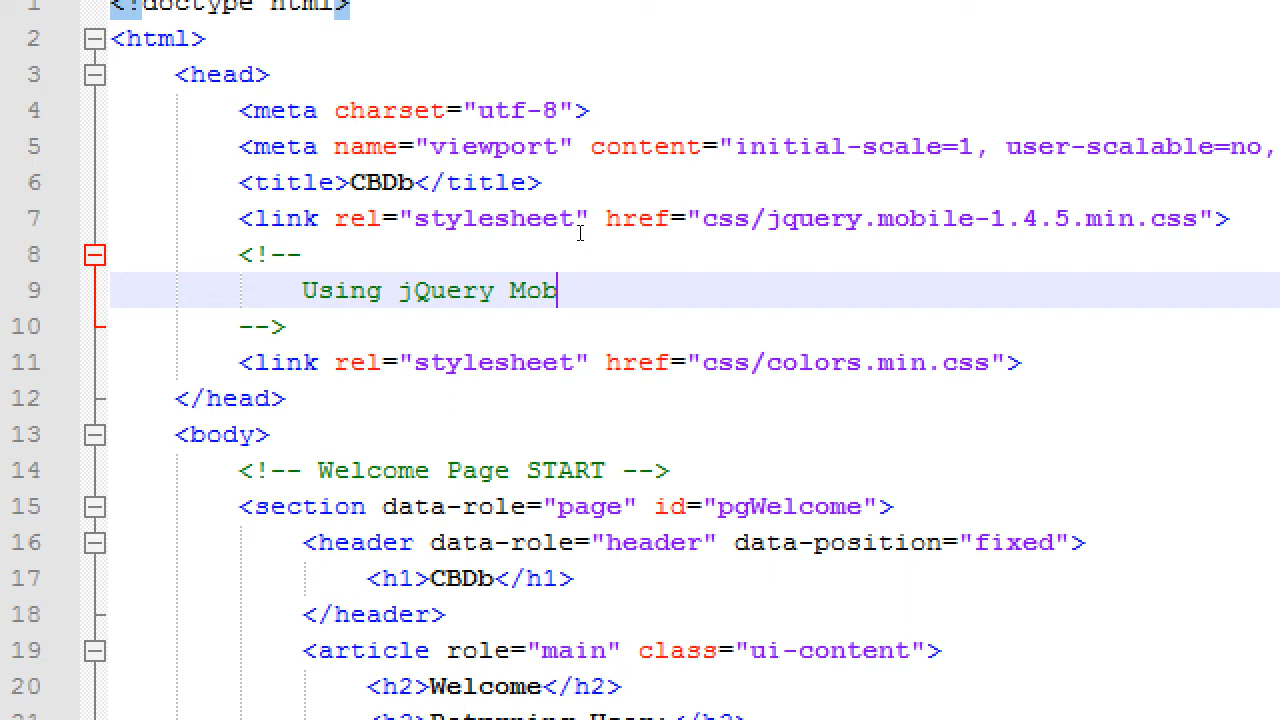 1 <!doctype html>
2 <html>
3 <head>
4 <meta charset="utf-8">
5 <meta name="viewport" content="initial-scale=1, user-scalable=no,
6 <title>CBDb</title>
7 <link rel="stylesheet" href="css/jquery.mobile-1.4.5.min.css">
8 <!--
9 Using jQuery Mob
10 -->
11 <link rel="stylesheet" href="css/colors.min.css">
12 </head>
13 <body>
14 <!-- Welcome Page START -->
15 <section data-role="page" id="pgWelcome">
16 <header data-role="header" data-position="fixed">
17 <h1>CBDb</h1>
18 </header>
19 <article role="main" class="ui-content">
20 <h2>Welcome</h2>